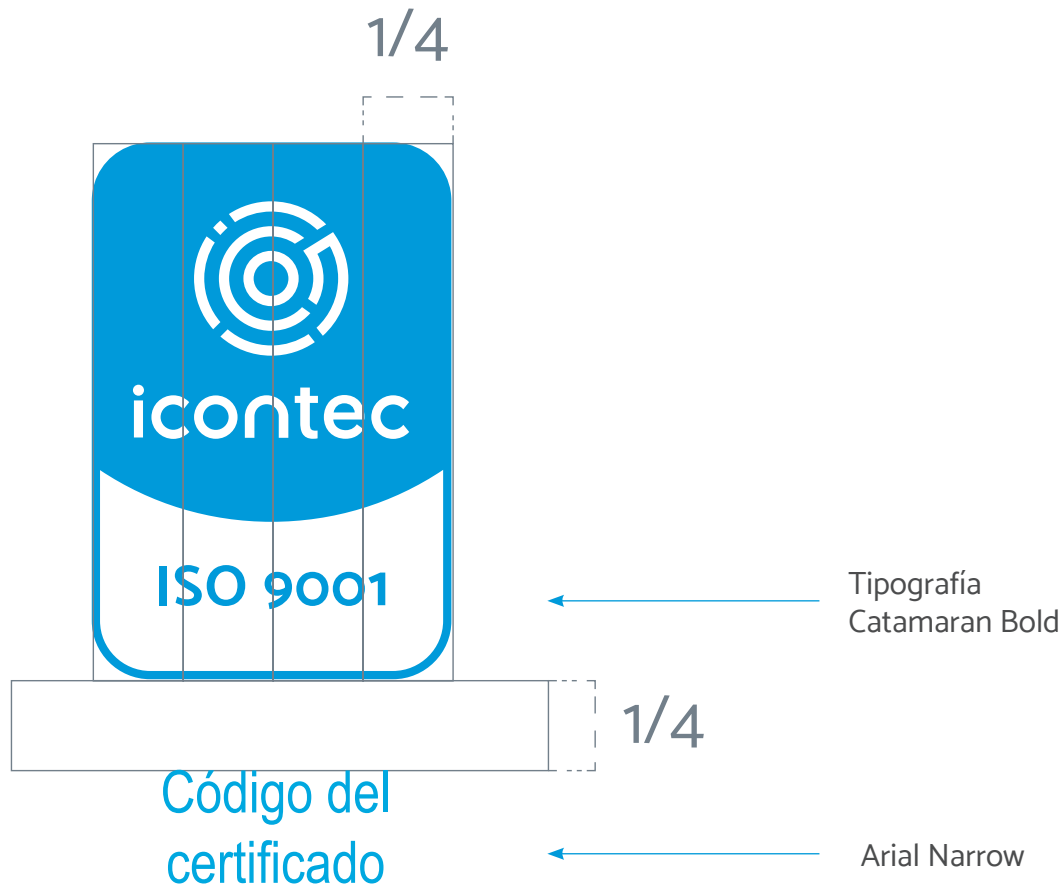 1/4
icontec
ISO 9001
Tipografía
Catamaran Bold
1/4
Código del
certificado
Arial Narrow